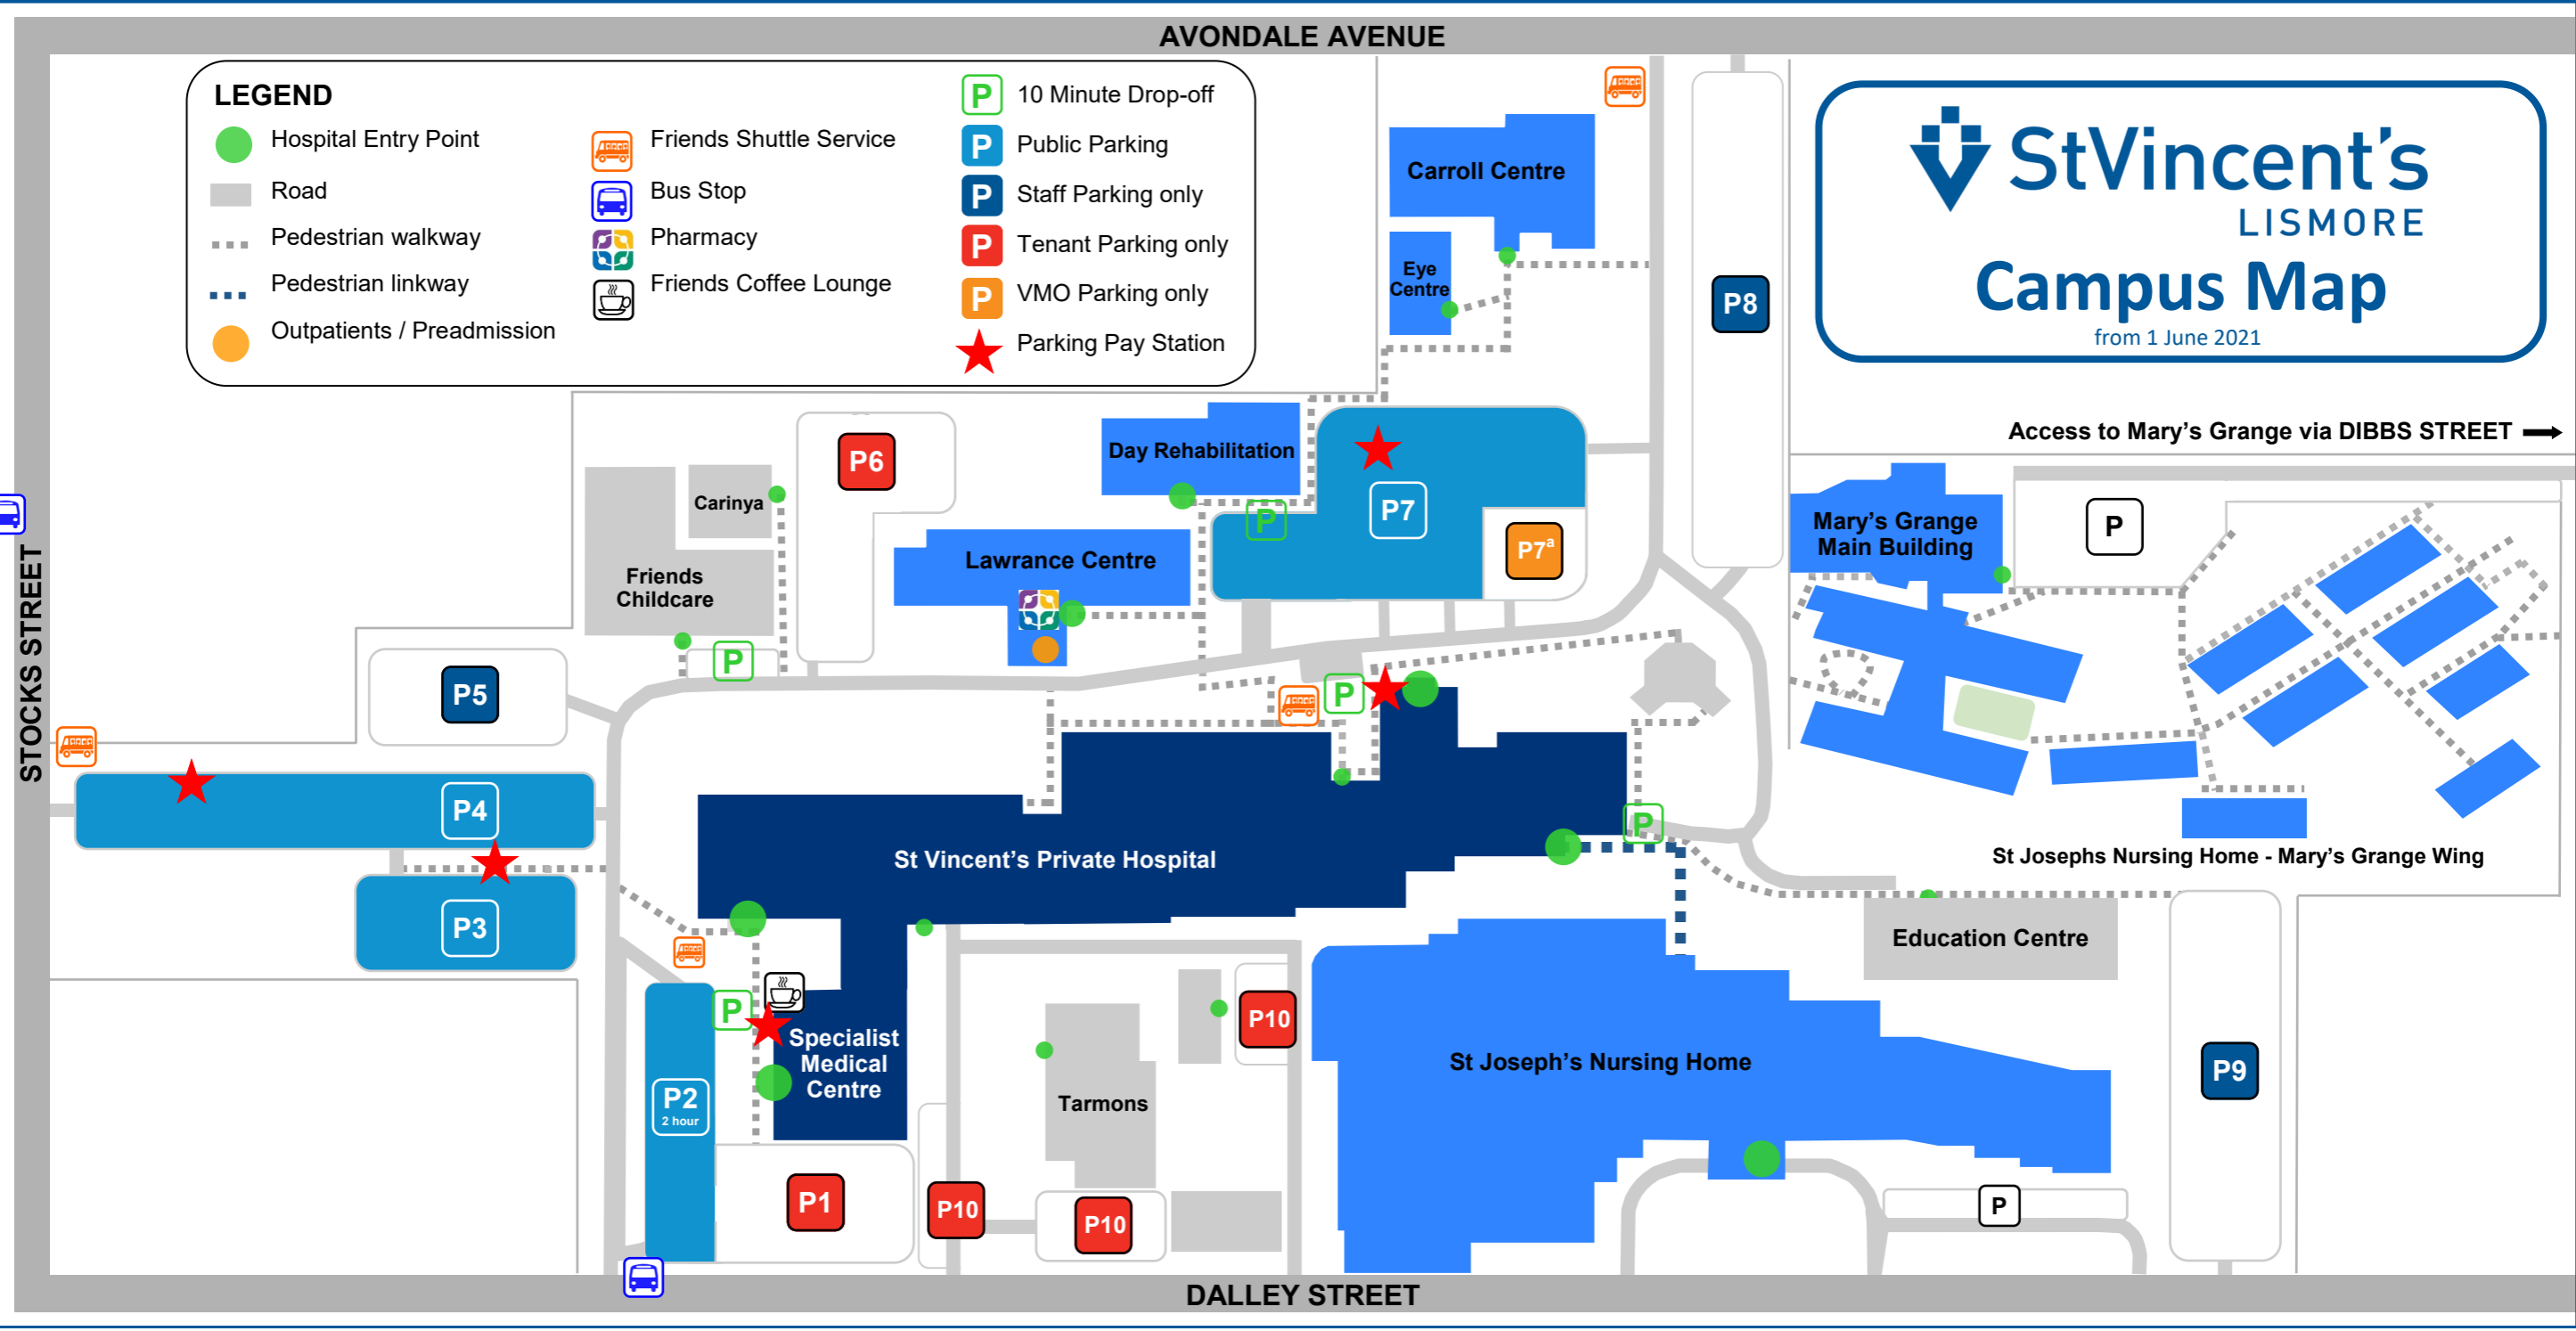 AVONDALE AVENUE
LEGEND
Hospital Entry Point
Road
Pedestrian walkway
Pedestrian linkway
Outpatients / Preadmission
Friends Shuttle Service
Bus Stop
Pharmacy
Friends Coffee Lounge
P 10 Minute Drop-off
P Public Parking
P Staff Parking only
P Tenant Parking only
P VMO Parking only
Parking Pay Station
StVincent's
LISMORE
Campus Map
from 1 June 2021
Carroll Centre
Eye
Centre
P8
Access to Mary's Grange via DIBBS STREET
P6
Day Rehabilitation
P
P7
P7a
Carinya
Friends
Childcare
P
Lawrance Centre
Mary's Grange
Main Building
P
STOCKS STREET
P5
P
P4
P3
St Vincent's Private Hospital
P
St Josephs Nursing Home - Mary's Grange Wing
Education Centre
P
Specialist
Medical
Centre
P2
2 hour
P1
P10
Tarmons
P10
P10
St Joseph's Nursing Home
P9
P
DALLEY STREET